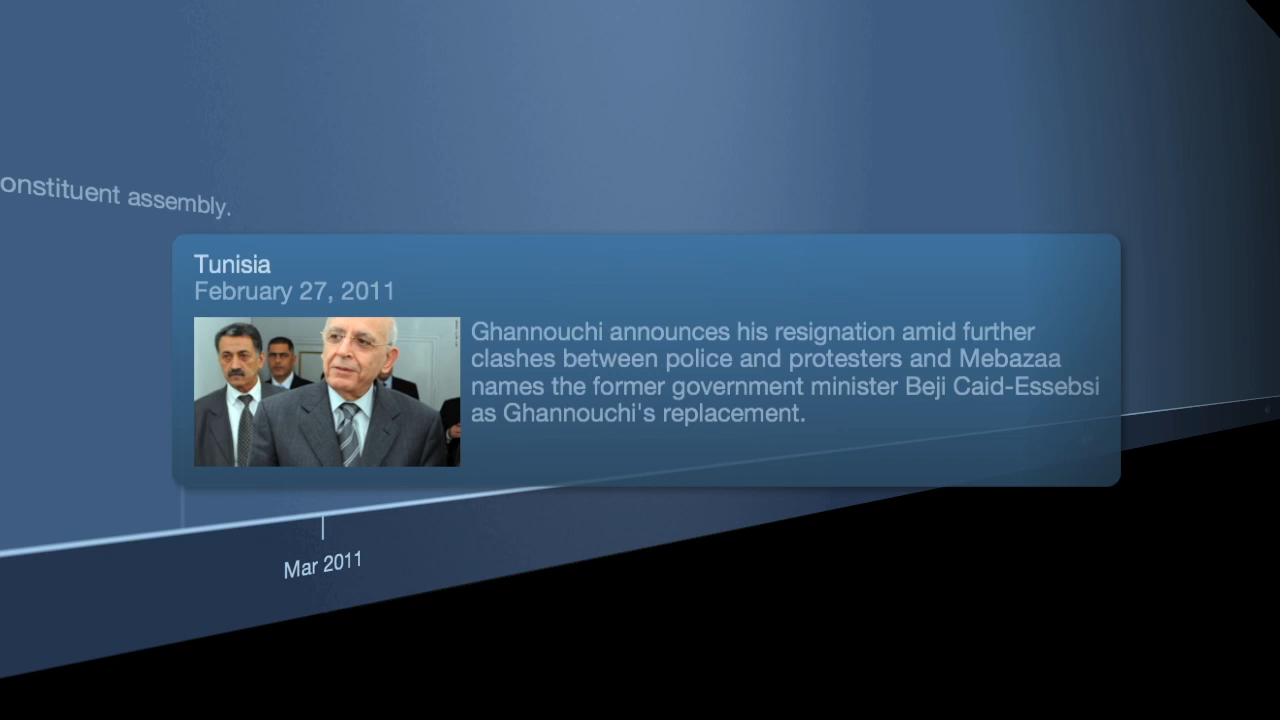 onstituent assembly.
Tunisia
February 27, 2011
Ghannouchi announces his resignation amid further
clashes between police and protesters and Mebazaa
names the former government minister Beji Caid-Essebsi
as Ghannouchi's replacement.
Mar 2011